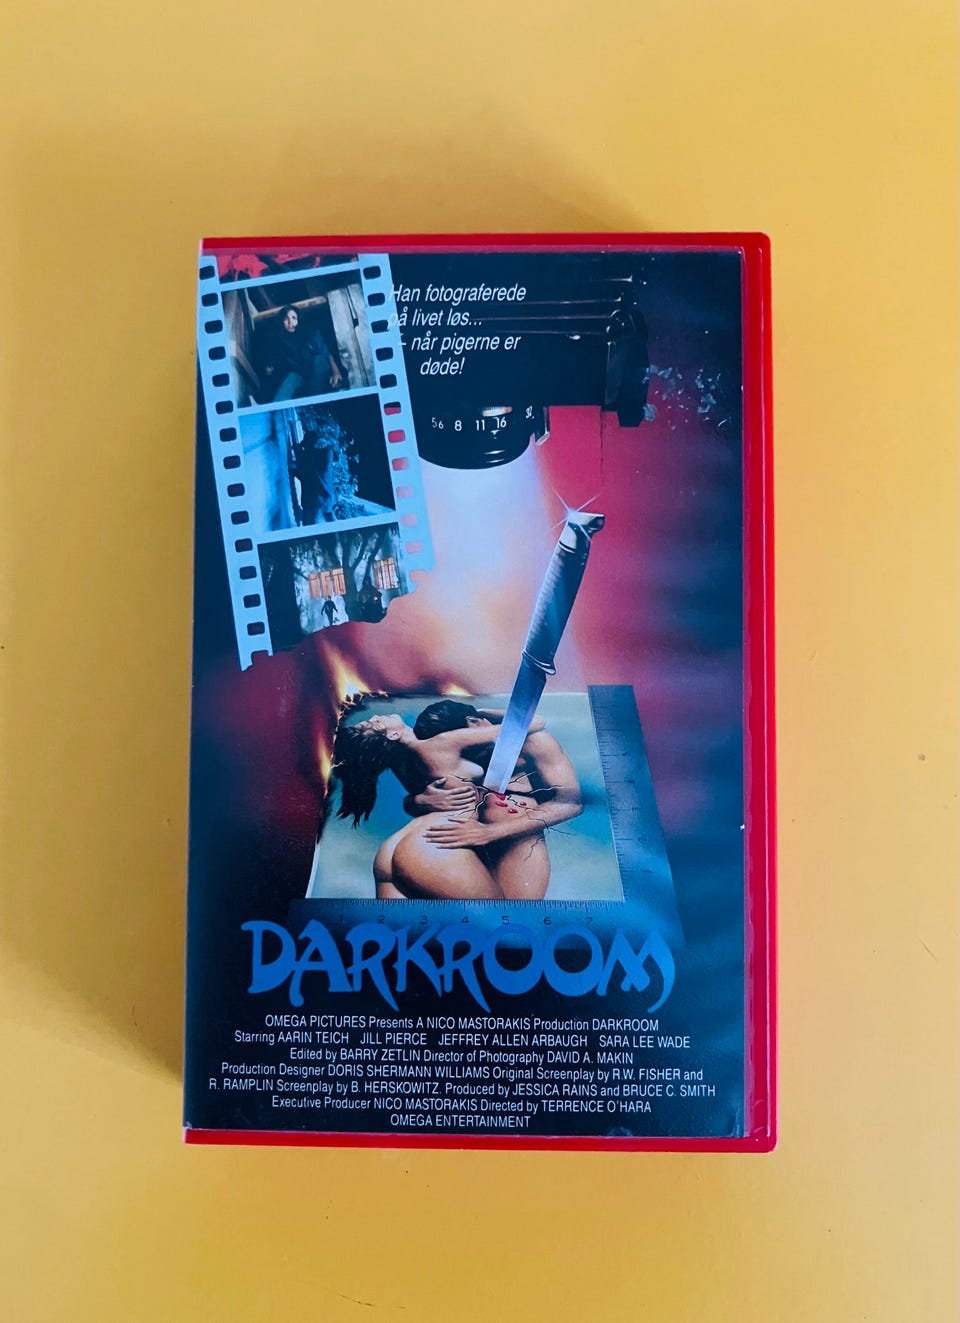 Han fotograferede
på livet løs...
- når pigerne er
døde!
56 8 11 16 32
1 2 3 4 5 6 7
DARKROOM
OMEGA PICTURES Presents A NICO MASTORAKIS Production DARKROOM
Starring AARIN TEICH JILL PIERCE JEFFREY ALLEN ARBAUGH SARA LEE WADE
Edited by BARRY ZETLIN Director of Photography DAVID A. MAKIN
Production Designer DORIS SHERMANN WILLIAMS Original Screenplay by R.W. FISHER and
R. RAMPLIN Screenplay by B. HERSKOWITZ. Produced by JESSICA RAINS and BRUCE C. SMITH
Executive Producer NICO MASTORAKIS Directed by TERRENCE O'HARA
OMEGA ENTERTAINMENT